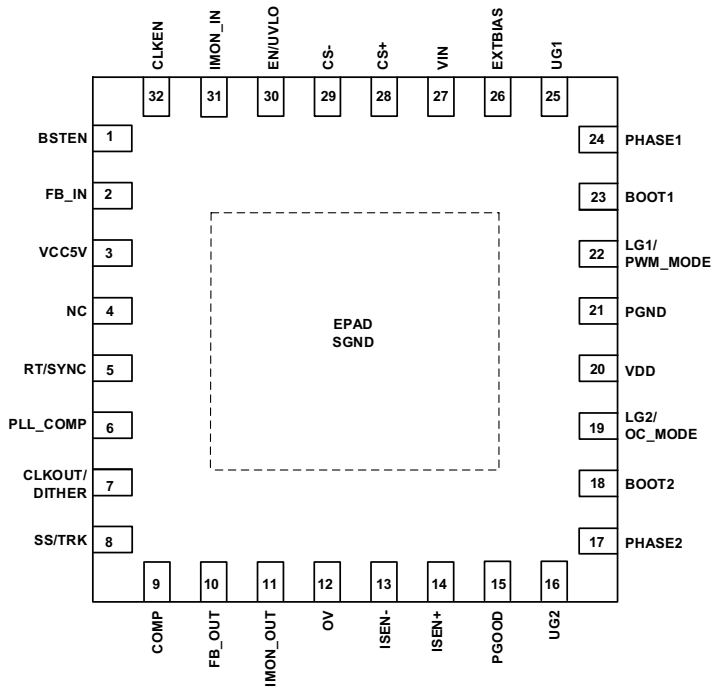 CLKEN
IMON_IN
EN/UVLO
CS-
CS+
VIN
EXTBIAS
UG1
32
31
30
29
28
27
26
25
BSTEN
1
FB_IN
2
VCC5V
3
NC
4
RT/SYNC
5
PLL_COMP
6
CLKOUT/
DITHER
7
SS/TRK
8
EPAD
SGND
24
PHASE1
23
BOOT1
22
LG1/
PWM_MODE
21
PGND
20
VDD
19
LG2/
OC_MODE
18
BOOT2
17
PHASE2
9
10
11
12
13
14
15
16
COMP
FB_OUT
IMON_OUT
OV
ISEN-
ISEN+
PGOOD
UG2